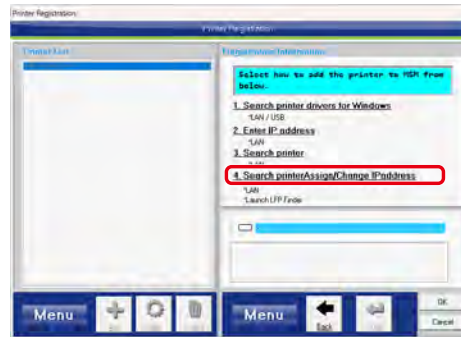 Printer Registration
Printer Registration
Printer List
Select how to add the printer to MSM from
below.
1. Search printer drivers for Windows
*LAN / USB
2. Enter IP address
*LAN
3. Search printer
*LAN
4. Search printerAssign/Change IPaddress
*LAN
*Launch LFP Finder
Menu
Menu
Back
OK
Cancel